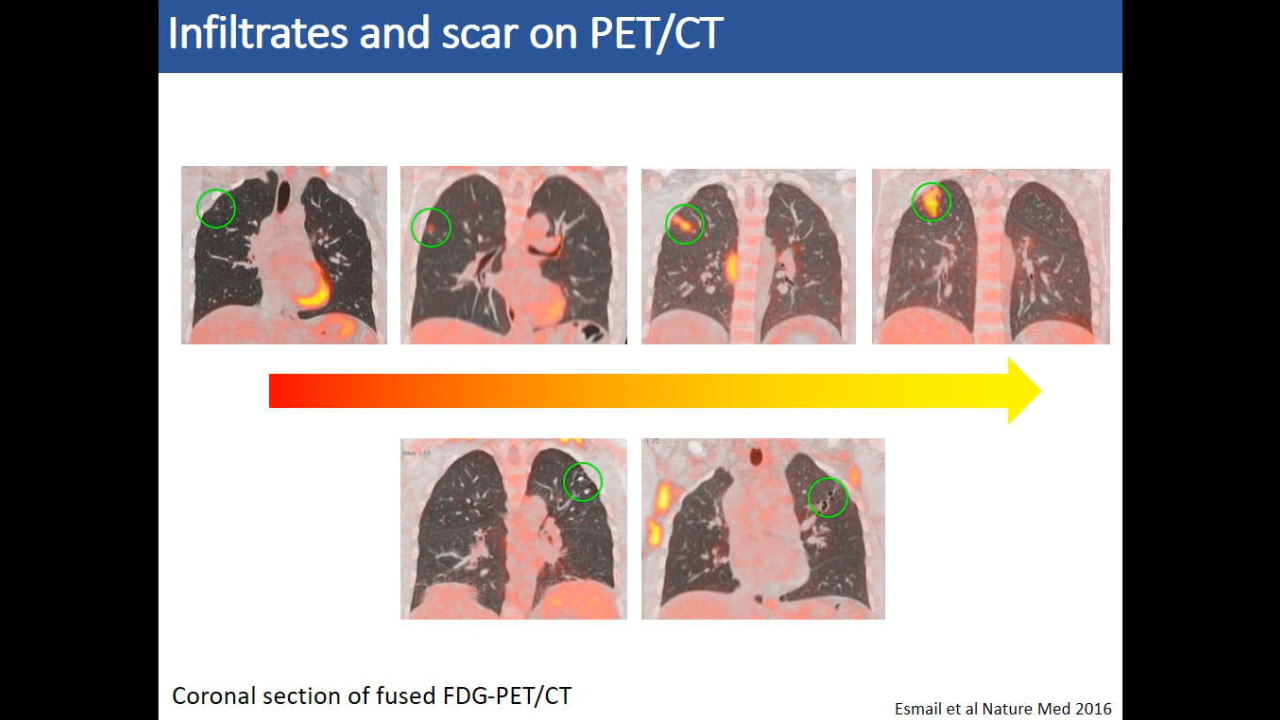 Infiltrates and scar on PET/CT
Coronal section of fused FDG-PET/CT
Esmail et al Nature Med 2016